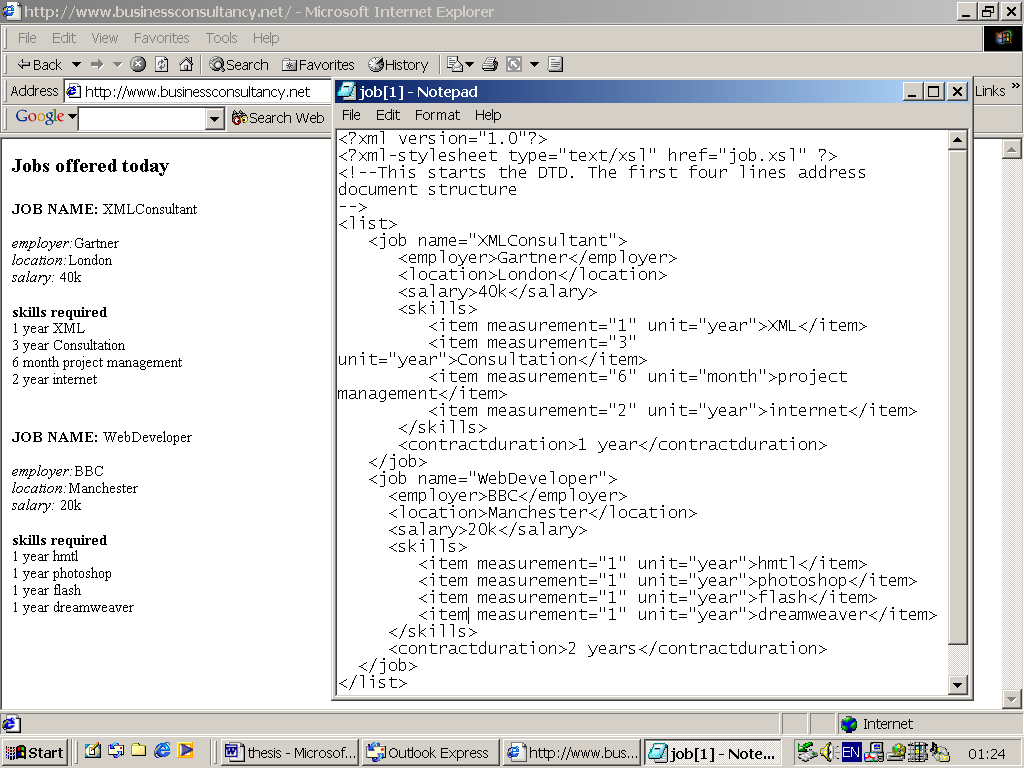 http://www.businessconsultancy.net/ - Microsoft Internet Explorer
File Edit View Favorites Tools Help
Back Search Favorites History
Address http://www.businessconsultancy.net Links »
Google Search Web
Jobs offered today
JOB NAME: XMLConsultant
employer:Gartner
location:London
salary: 40k
skills required
1 year XML
3 year Consultation
6 month project management
2 year internet
JOB NAME: WebDeveloper
employer:BBC
location:Manchester
salary: 20k
skills required
1 year hmtl
1 year photoshop
1 year flash
1 year dreamweaver
job[1] - Notepad
File Edit Format Help
<?xml version="1.0"?>
<?xml-stylesheet type="text/xsl" href="job.xsl" ?>
<!--This starts the DTD. The first four lines address
document structure
-->
<list>
<job name="XMLConsultant">
<employer>Gartner</employer>
<location>London</location>
<salary>40k</salary>
<skills>
<item measurement="1" unit="year">XML</item>
<item measurement="3"
unit="year">Consultation</item>
<item measurement="6" unit="month">project
management</item>
<item measurement="2" unit="year">internet</item>
</skills>
<contractduration>1 year</contractduration>
</job>
<job name="WebDeveloper">
<employer>BBC</employer>
<location>Manchester</location>
<salary>20k</salary>
<skills>
<item measurement="1" unit="year">hmtl</item>
<item measurement="1" unit="year">photoshop</item>
<item measurement="1" unit="year">flash</item>
<item measurement="1" unit="year">dreamweaver</item>
</skills>
<contractduration>2 years</contractduration>
</job>
</list>
Internet
Start thesis - Microsof... Outlook Express http://www.bus... job[1] - Note... EN 01:24